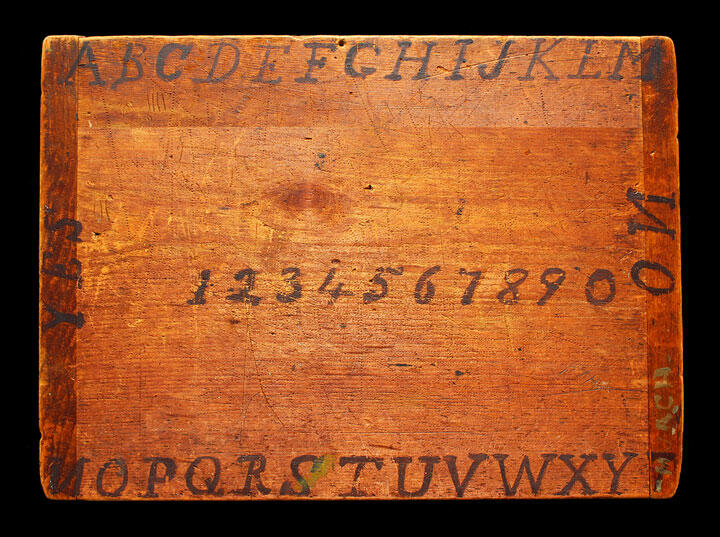 ABCDEFGHIJKLM
YES
NO
1234567890
NOPQRSTUVWXYZ